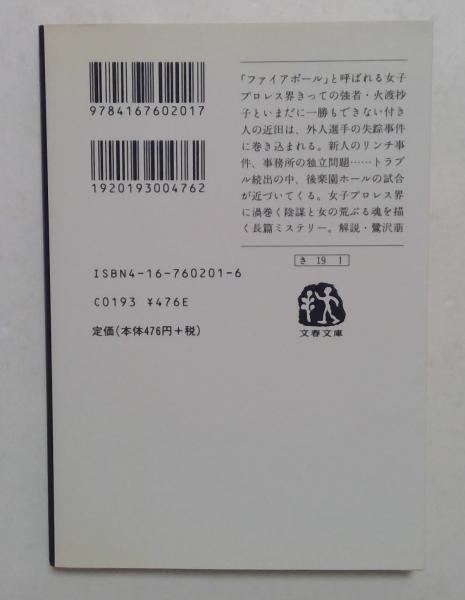 9784167602017
1920193004762
「ファイアボール」と呼ばれる女子
プロレス界きっての強者・火渡抄
子といまだに一勝もできない付き
人の近田は、外人選手の失踪事件
に巻き込まれる。新人のリンチ事
件、事務所の独立問題……トラブ
ル続出の中、後楽園ホールの試合
が近づいてくる。女子プロレス界
に渦巻く陰謀と女の荒ぶる魂を描
く長篇ミステリー。解説・鷺沢萠
ISBN4-16-760201-6
C0193 ¥476E
定価(本体476円+税)
き 19 1
文春文庫